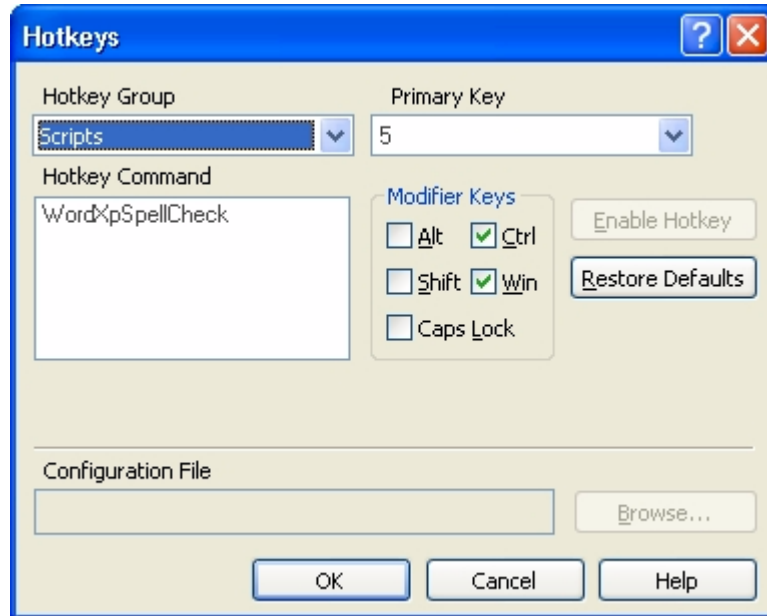 Hotkeys
Hotkey Group
Primary Key
Scripts
5
Hotkey Command
WordXpSpellCheck
Modifier Keys
Alt
Ctrl
Enable Hotkey
Shift
Win
Restore Defaults
Caps Lock
Configuration File
Browse...
OK
Cancel
Help